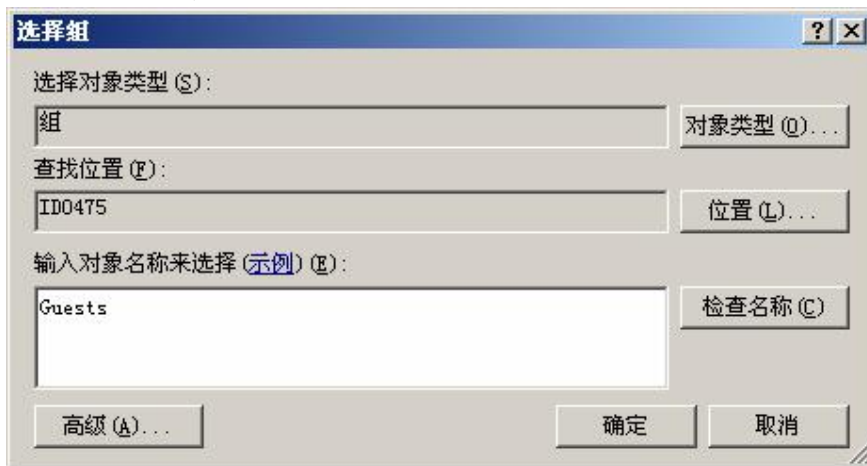 选择组
选择对象类型(S):
组
对象类型(O)...
查找位置(F):
ID0475
位置(L)...
输入对象名称来选择(示例)(E):
Guests
检查名称(C)
高级(A)...
确定
取消